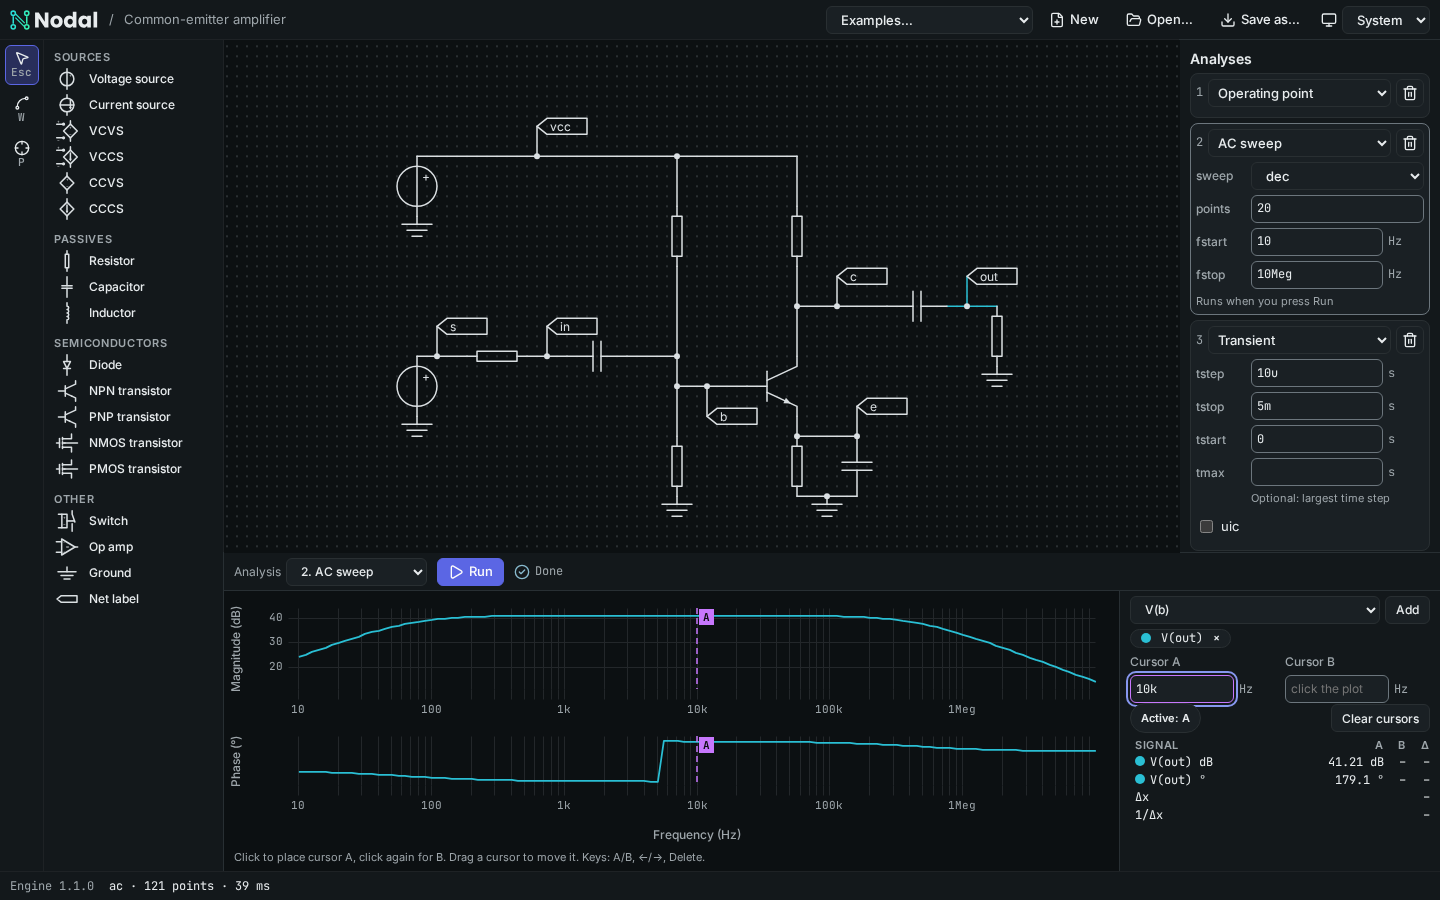 Nodal / Common-emitter amplifier Examples... New Open... Save as... System
Esc
W
P
SOURCES
Voltage source
Current source
VCVS
VCCS
CCVS
CCCS
PASSIVES
Resistor
Capacitor
Inductor
SEMICONDUCTORS
Diode
NPN transistor
PNP transistor
NMOS transistor
PMOS transistor
OTHER
Switch
Op amp
Ground
Net label
vcc
+
s
in
+
c
out
b
e
Analyses
1 Operating point
2 AC sweep
sweep dec
points 20
fstart 10 Hz
fstop 10Meg Hz
Runs when you press Run
3 Transient
tstep 10u s
tstop 5m s
tstart 0 s
tmax s
Optional: largest time step
uic
Analysis 2. AC sweep Run Done
Magnitude (dB)
40
30
20
A
10 100 1k 10k 100k 1Meg
Phase (°)
A
10 100 1k 10k 100k 1Meg
Frequency (Hz)
Click to place cursor A, click again for B. Drag a cursor to move it. Keys: A/B, ←/→, Delete.
V(b) Add
V(out) ×
Cursor A Cursor B
10k Hz click the plot Hz
Active: A Clear cursors
SIGNAL A B Δ
V(out) dB 41.21 dB – –
V(out) ° 179.1 ° – –
Δx –
1/Δx –
Engine 1.1.0 ac · 121 points · 39 ms